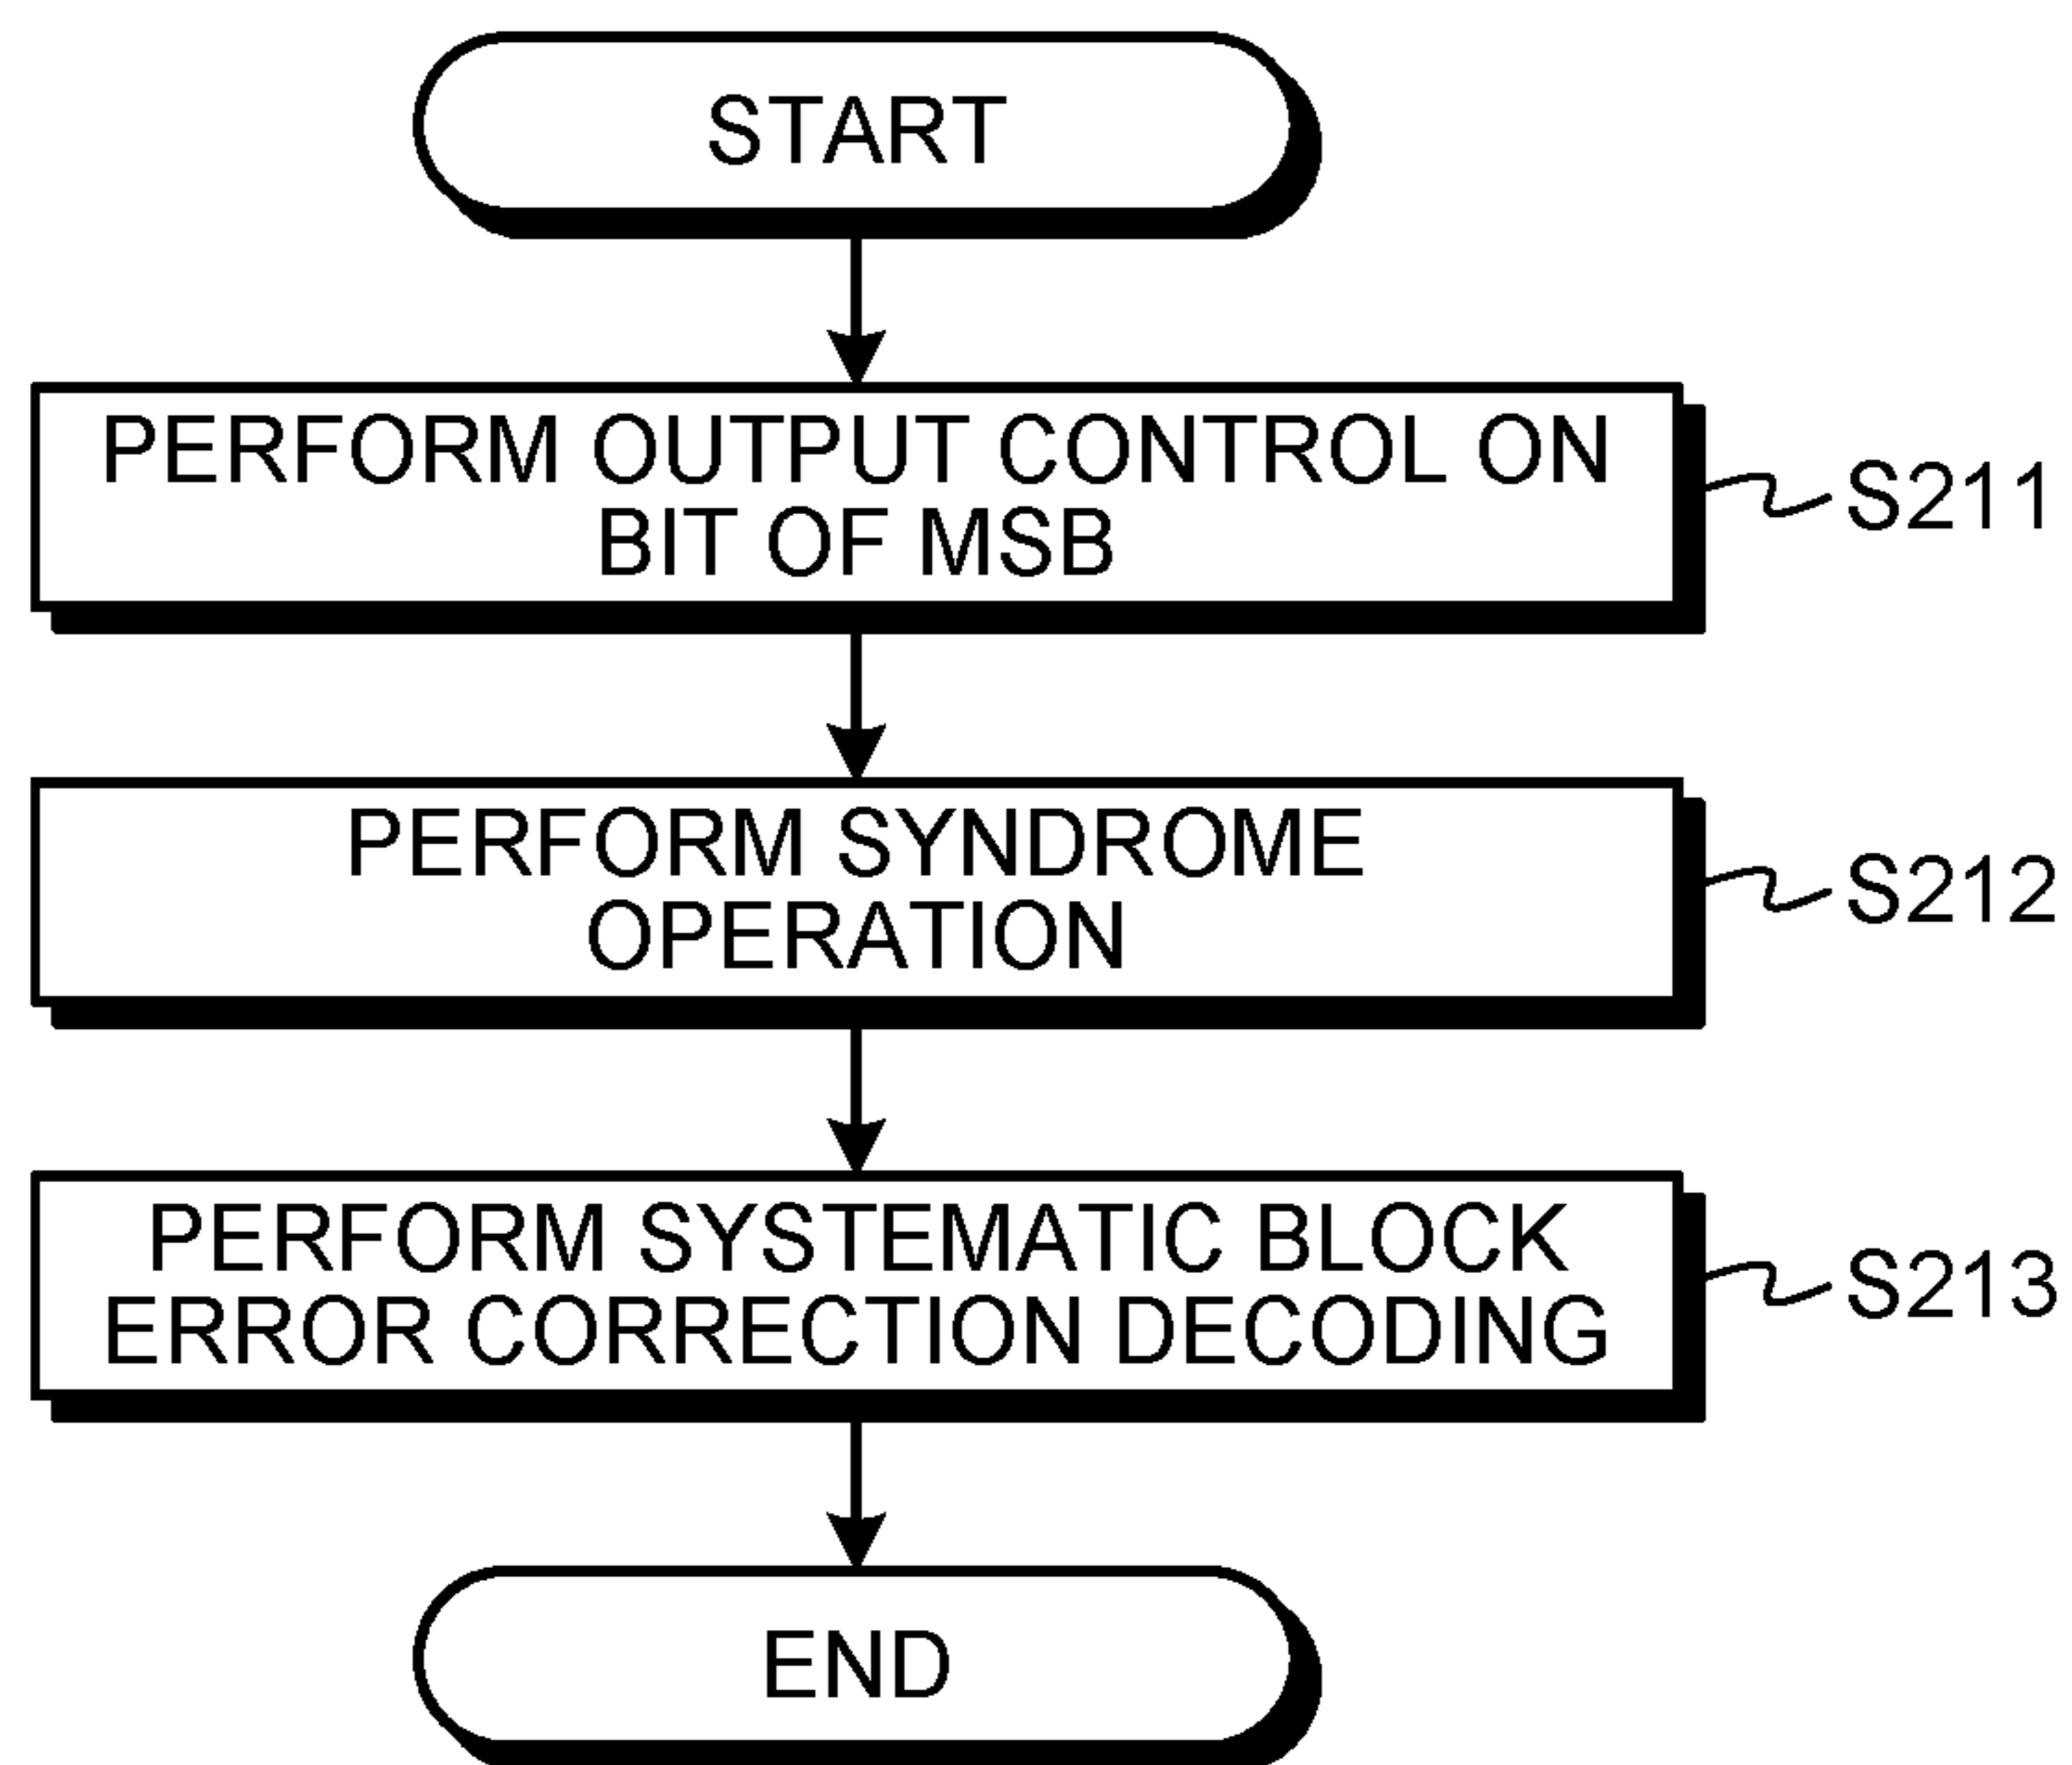 START
PERFORM OUTPUT CONTROL ON
BIT OF MSB
S211
PERFORM SYNDROME
OPERATION
S212
PERFORM SYSTEMATIC BLOCK
ERROR CORRECTION DECODING
S213
END